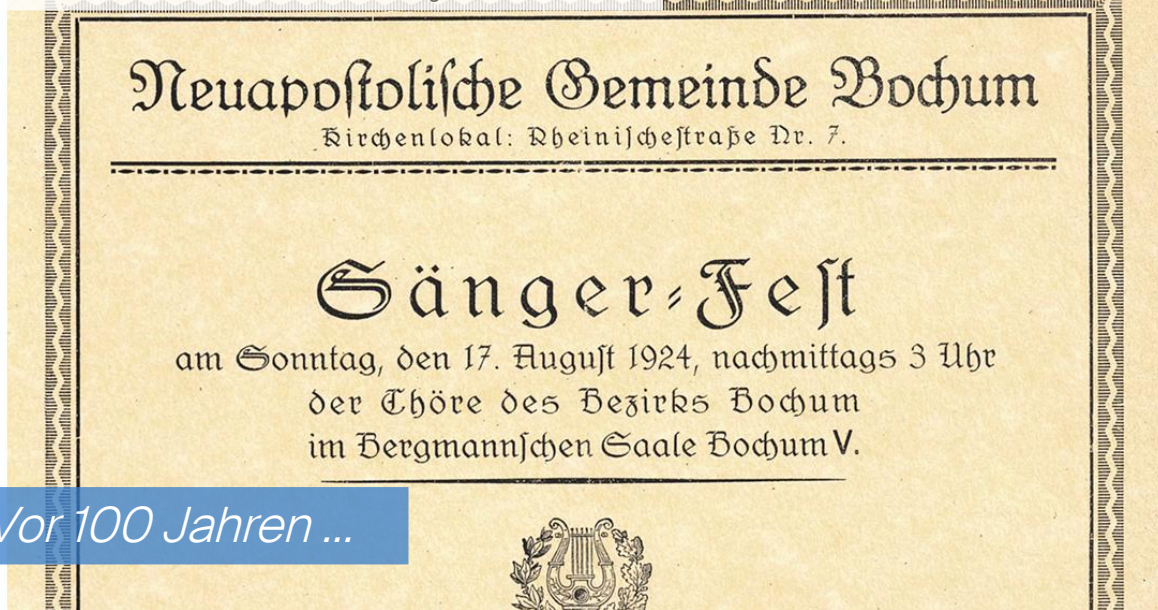 Neuapostolische Gemeinde Bochum
Kirchenlokal: Rheinischestraße Nr. 7.
Sänger-Fest
am Sonntag, den 17. August 1924, nachmittags 3 Uhr
der Chöre des Bezirks Bochum
im Bergmannschen Saale Bochum V.
Vor 100 Jahren ...